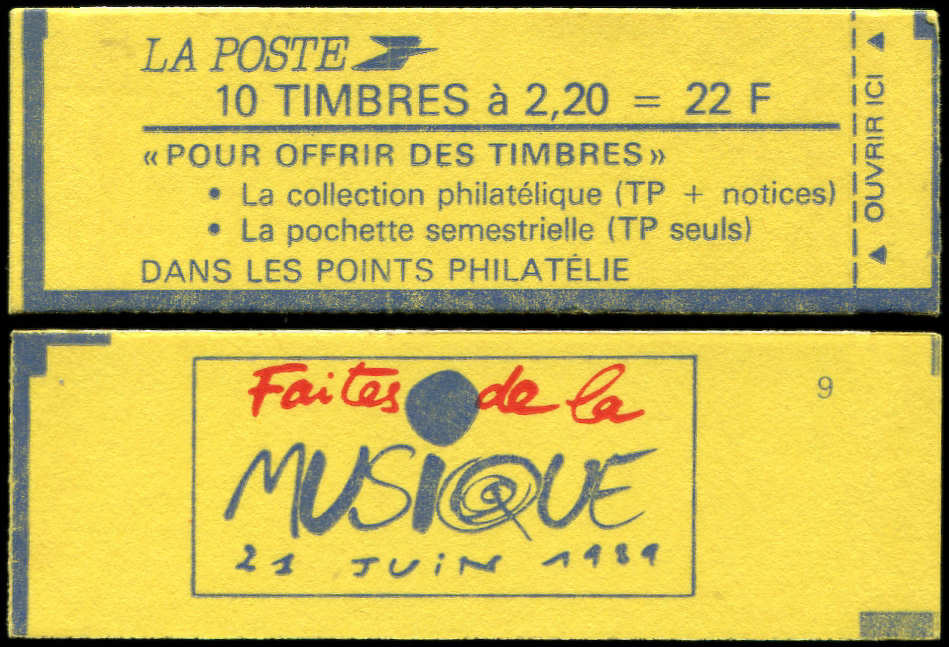 LA POSTE
10 TIMBRES à 2,20 = 22 F
«POUR OFFRIR DES TIMBRES»
• La collection philatélique (TP + notices)
• La pochette semestrielle (TP seuls)
DANS LES POINTS PHILATÉLIE
▲ OUVRIR ICI ▲
Faites de la
MUSIQUE
21 JUiN 1989
9